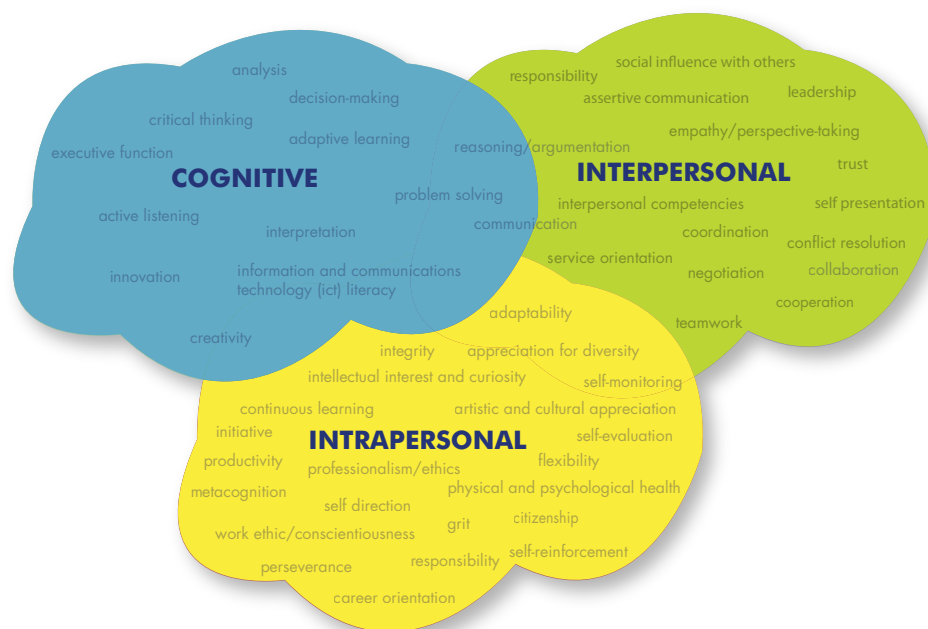 analysis
decision-making
critical thinking
adaptive learning
executive function
COGNITIVE
problem solving
active listening
interpretation
innovation
information and communications
technology (ict) literacy
creativity
social influence with others
responsibility
leadership
assertive communication
empathy/perspective-taking
reasoning/argumentation
trust
INTERPERSONAL
interpersonal competencies
self presentation
communication
coordination
conflict resolution
service orientation
negotiation
collaboration
cooperation
teamwork
adaptability
integrity
appreciation for diversity
intellectual interest and curiosity
self-monitoring
continuous learning
artistic and cultural appreciation
initiative
INTRAPERSONAL
self-evaluation
productivity
professionalism/ethics
flexibility
metacognition
physical and psychological health
self direction
grit
citizenship
work ethic/conscientiousness
responsibility
self-reinforcement
perseverance
career orientation